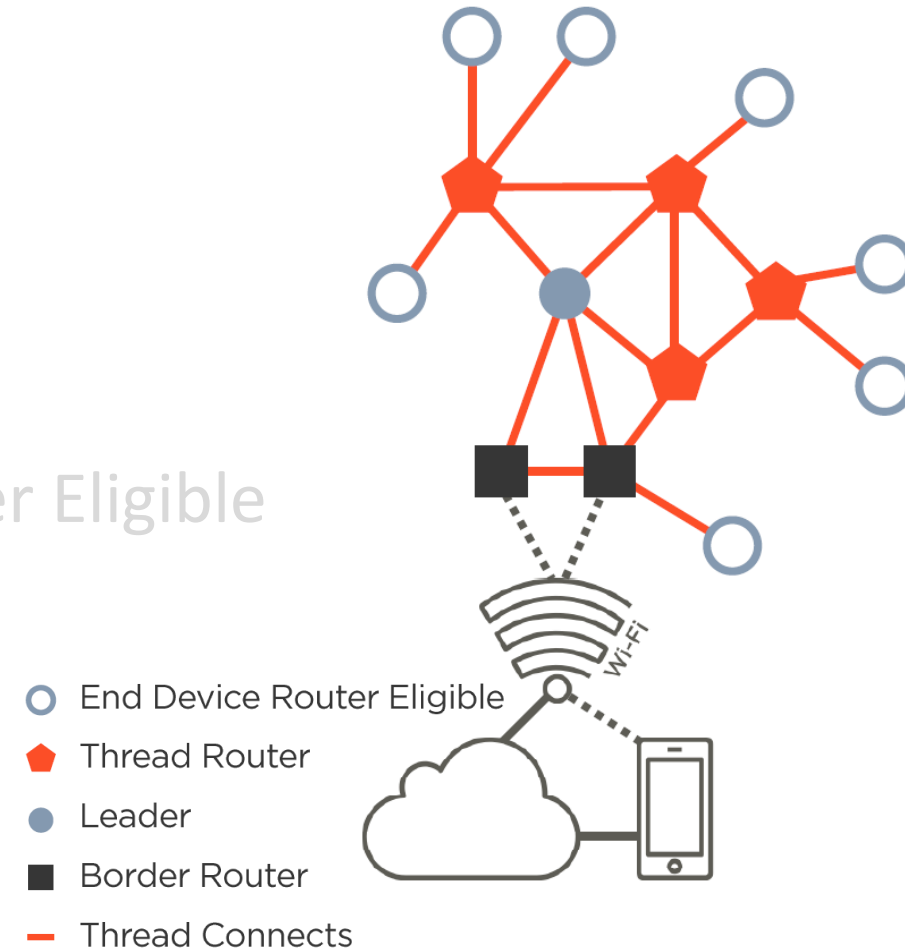 er Eligible
Wi-Fi
End Device Router Eligible
Thread Router
Leader
Border Router
Thread Connects